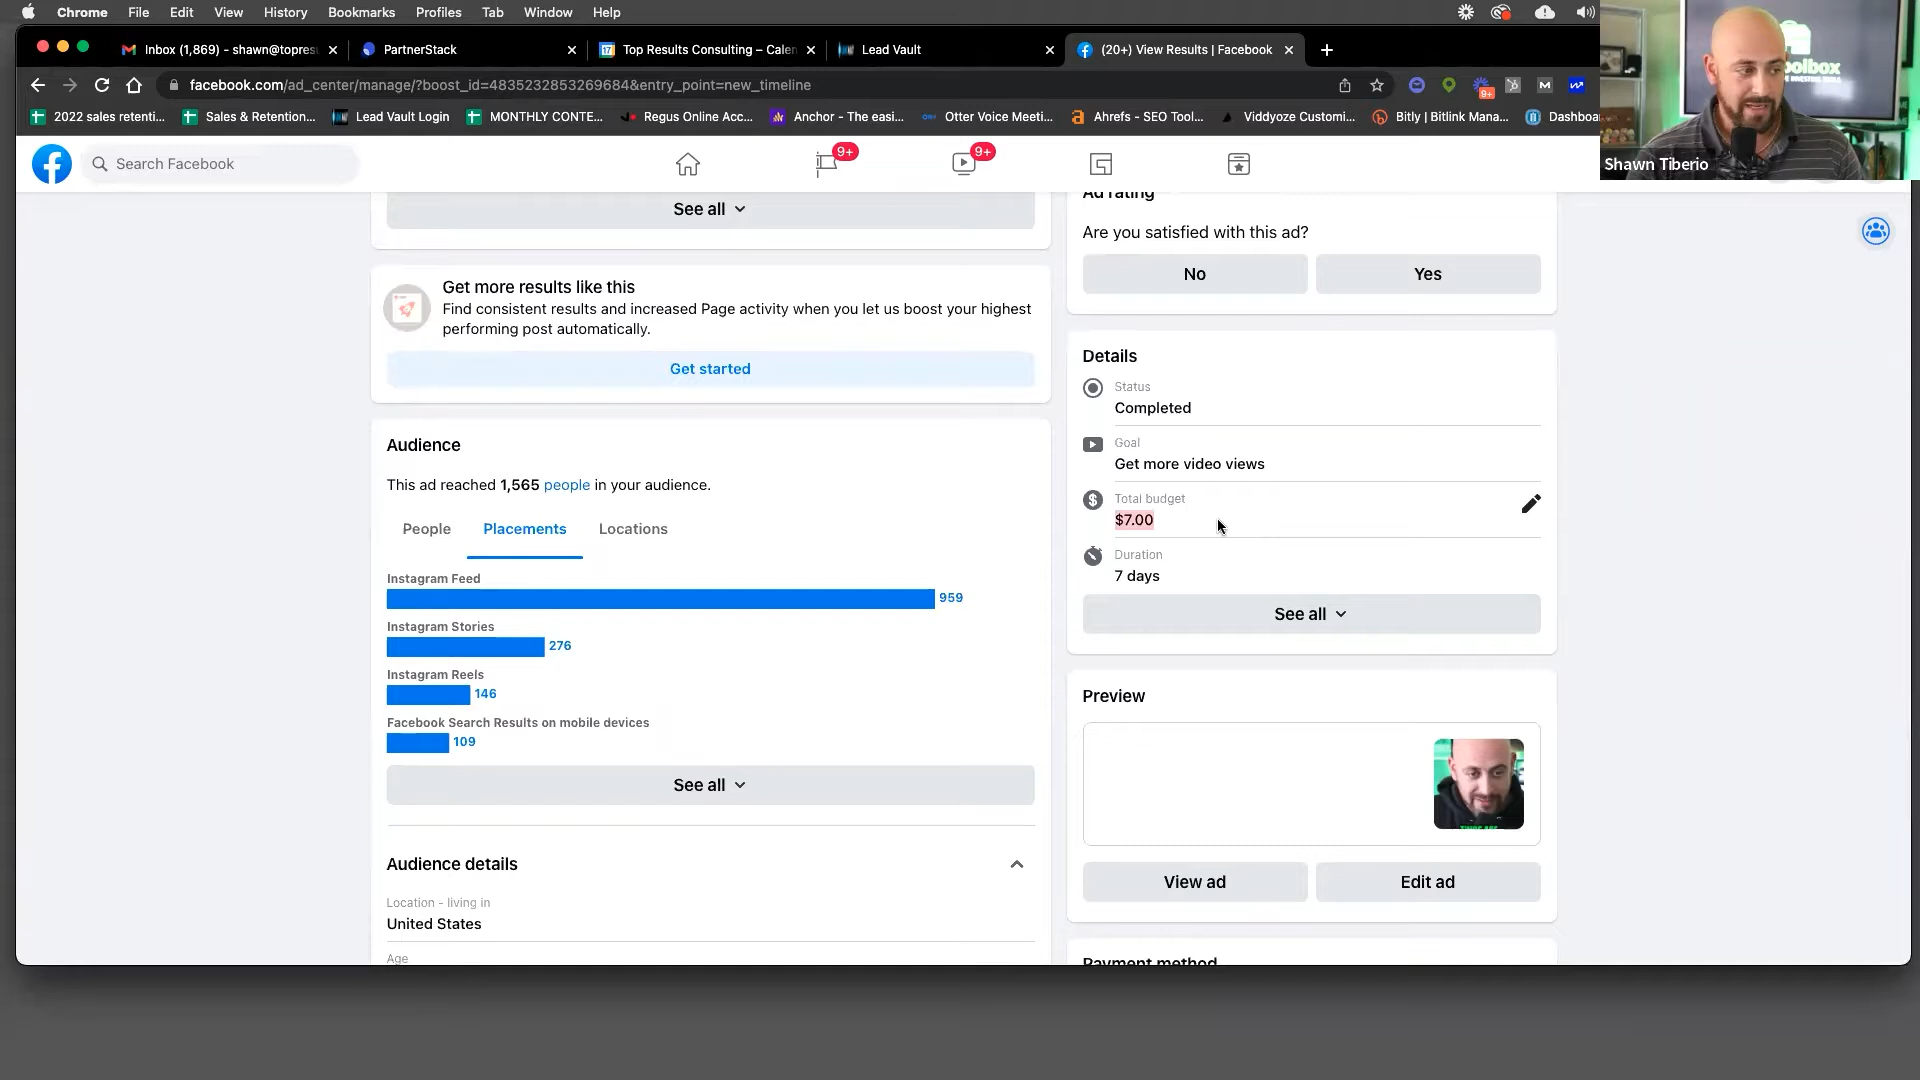 Chrome File Edit View History Bookmarks Profiles Tab Window Help
Inbox (1,869) - shawn@topres
PartnerStack
17
Top Results Consulting – Calen
Lead Vault
(20+) View Results | Facebook
facebook.com/ad_center/manage/?boost_id=4835232853269684&entry_point=new_timeline
9+
M
2022 sales retenti...
Sales & Retention...
Lead Vault Login
MONTHLY CONTE...
Regus Online Acc...
Anchor - The easi...
Otter Voice Meeti...
Ahrefs - SEO Tool...
Viddyoze Customi...
Bitly | Bitlink Mana...
Dashboa
olbox
Shawn Tiberio
Search Facebook
9+
9+
See all
Get more results like this
Find consistent results and increased Page activity when you let us boost your highest
performing post automatically.
Get started
Audience
This ad reached 1,565 people in your audience.
People
Placements
Locations
Instagram Feed
959
Instagram Stories
276
Instagram Reels
146
Facebook Search Results on mobile devices
109
See all
Audience details
Location - living in
United States
Age
Ad rating
Are you satisfied with this ad?
No
Yes
Details
Status
Completed
Goal
Get more video views
Total budget
$7.00
Duration
7 days
See all
Preview
View ad
Edit ad
Payment method